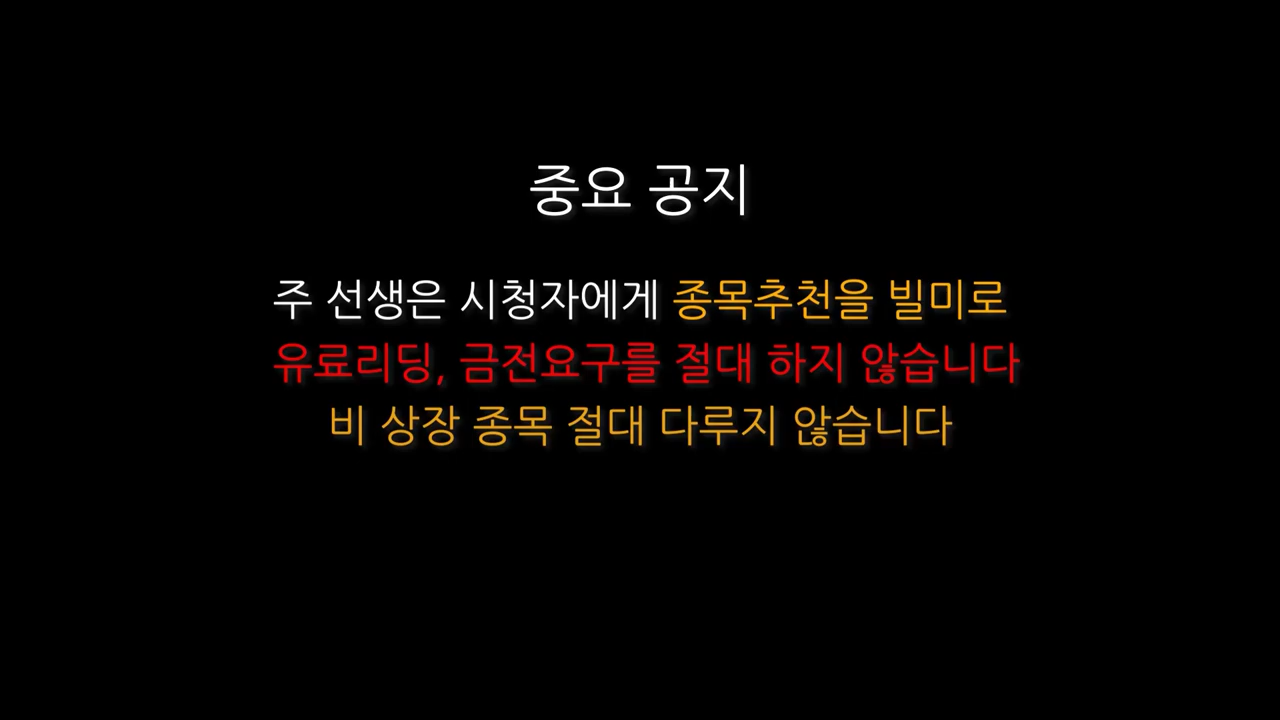 중요 공지
주 선생은 시청자에게 종목추천을 빌미로
유료리딩, 금전요구를 절대 하지 않습니다
비 상장 종목 절대 다루지 않습니다